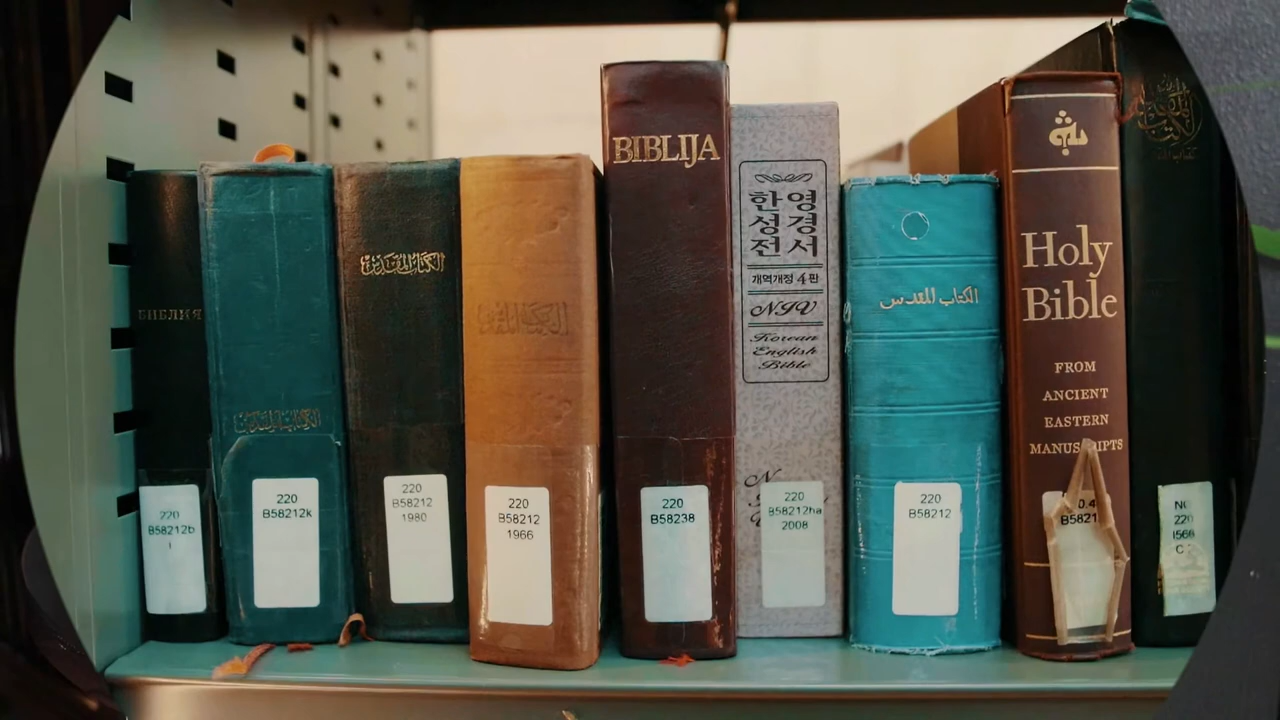 БИБЛИЯ
220
B58212b
i
الكتاب المقدس
220
B58212k
الكتاب المقدس
220
B58212
1980
الكتاب المقدس
220
B58212
1966
BIBLIJA
220
B58238
한영
성경
전서
개역개정 4판
NIV
Korean
English
Bible
220
B58212ha
2008
الكتاب المقدس
220
B58212
Holy
Bible
FROM
ANCIENT
EASTERN
MANUSCRIPTS
B5821
220
I566
C